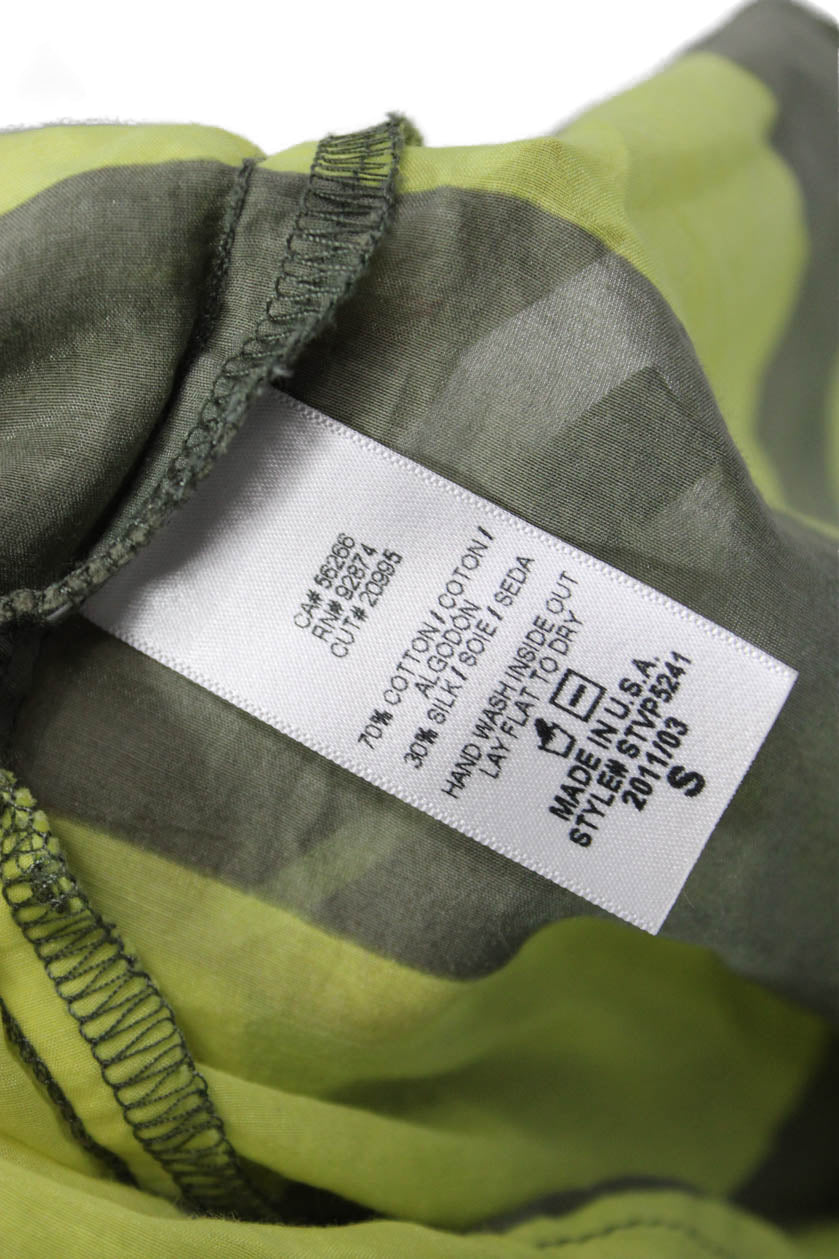 CA# 56266
RN# 92874
CUT# 20995
70% COTTON / COTON /
ALGODÓN
30% SILK / SOIE / SEDA
HAND WASH INSIDE OUT
LAY FLAT TO DRY
MADE IN U.S.A.
STYLE# STVP5241
2011/03
S